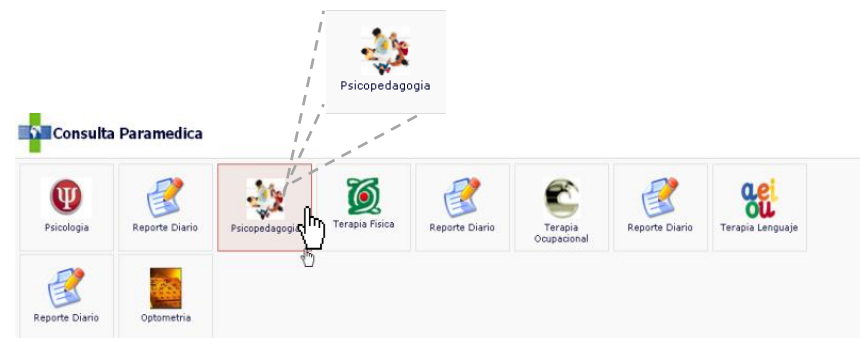 Psicopedagogia
Consulta Paramedica
Psicologia
Reporte Diario
Psicopedagogia
Terapia Fisica
Reporte Diario
Terapia
Ocupacional
Reporte Diario
aei
ou
Terapia Lenguaje
Reporte Diario
Optometria